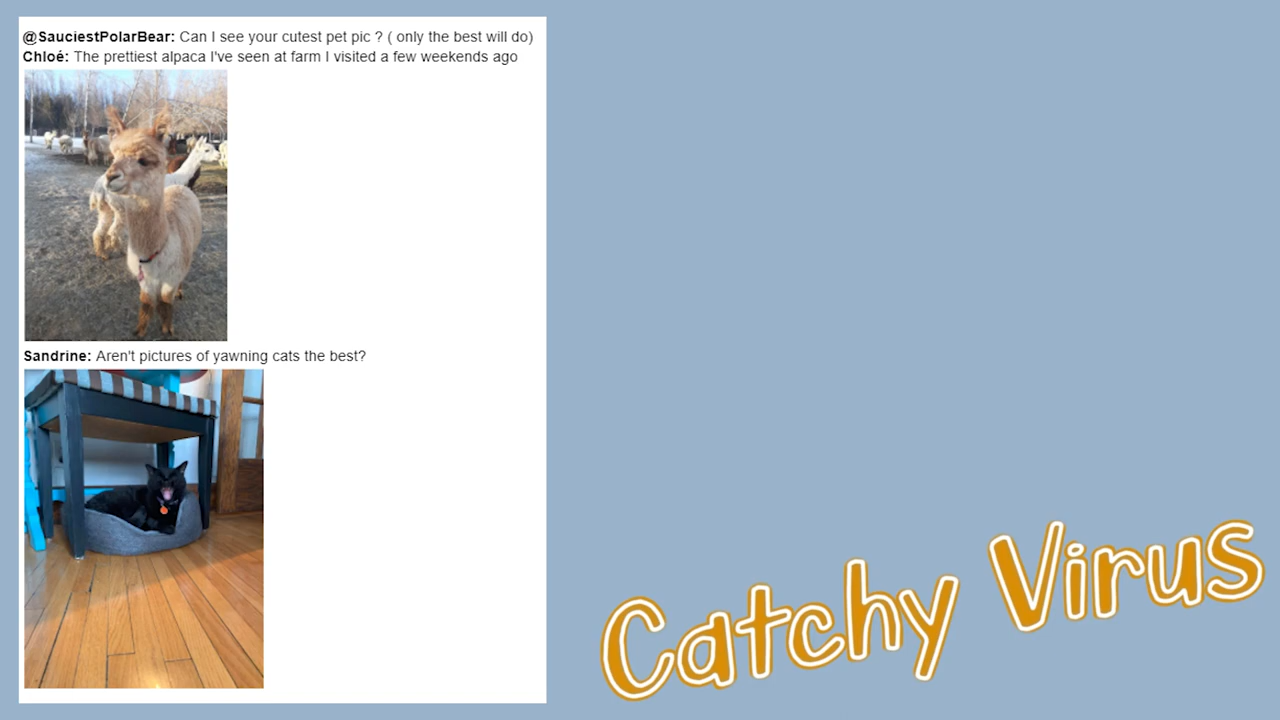 @SauciestPolarBear: Can I see your cutest pet pic ? ( only the best will do)
Chloé: The prettiest alpaca I've seen at farm I visited a few weekends ago
Sandrine: Aren't pictures of yawning cats the best?
Catchy Virus